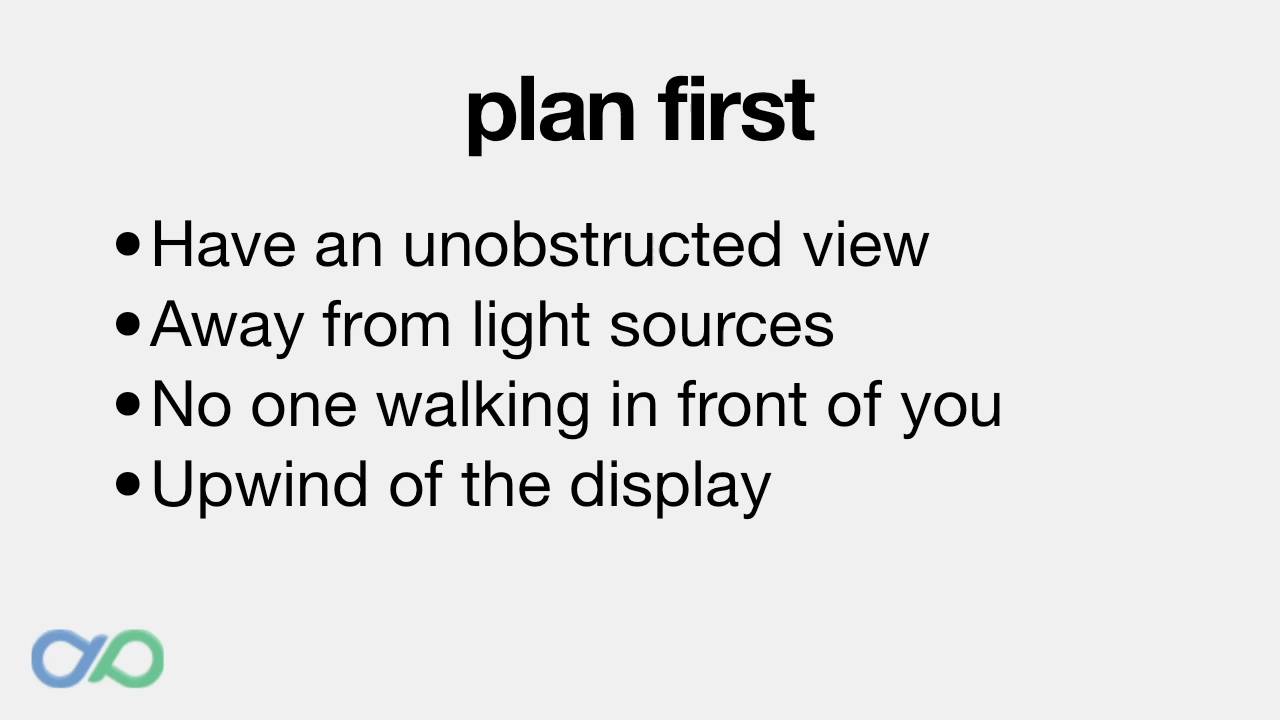 plan first
•Have an unobstructed view
•Away from light sources
•No one walking in front of you
•Upwind of the display